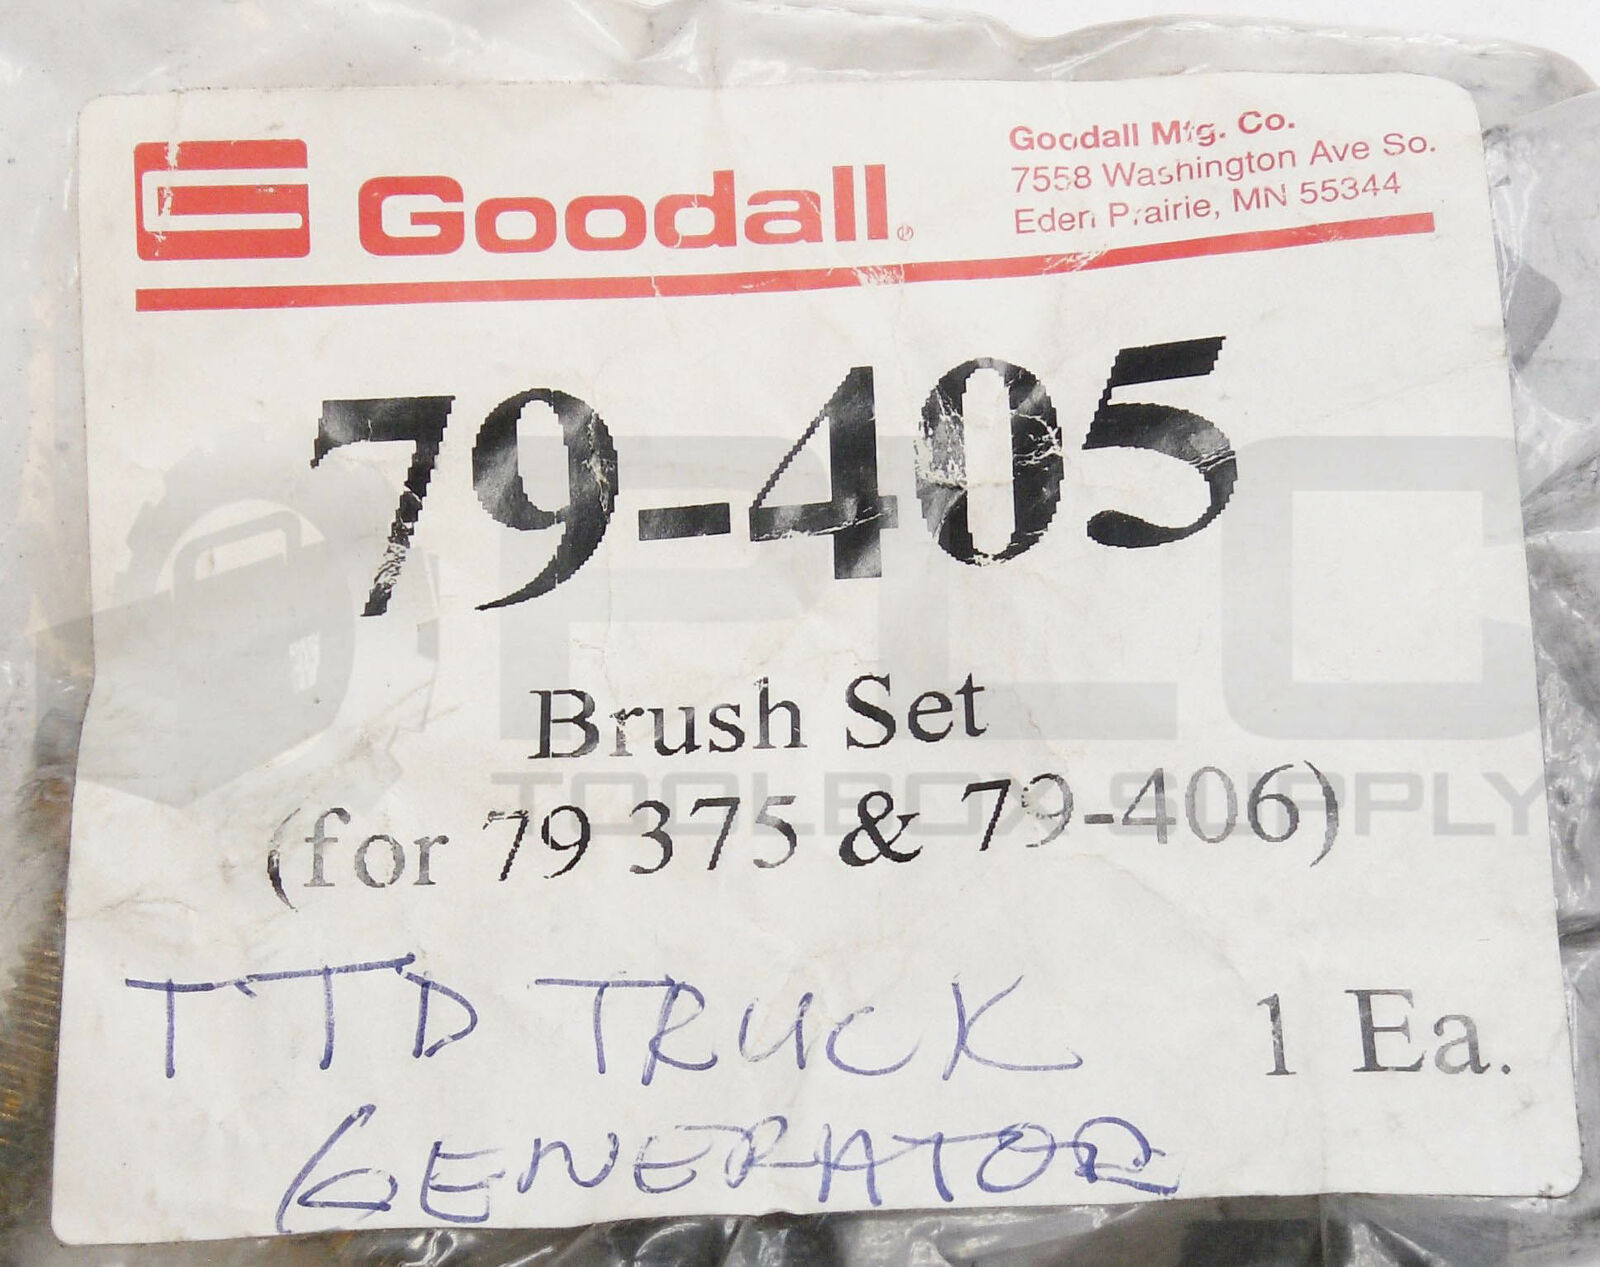 Goodall
Goodall Mfg. Co.
7558 Washington Ave So.
Eden Prairie, MN 55344
79-405
Brush Set
(for 79 375 & 79-406)
TTD TRUCK
1 Ea.
GENERATOR
PLC
TOOLBOX SUPPLY